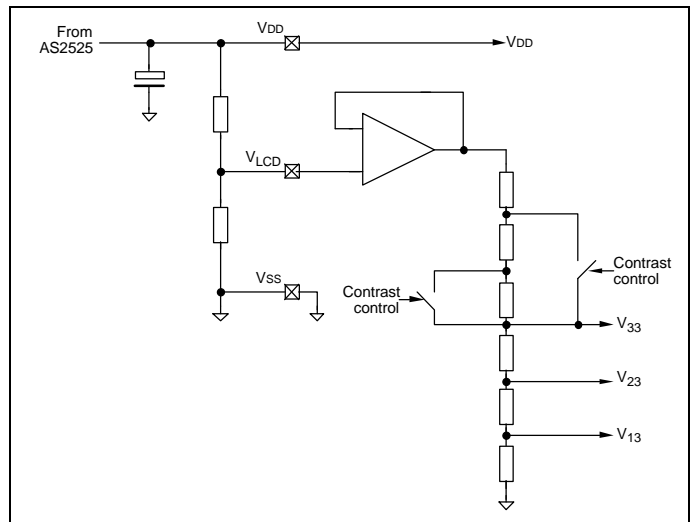 From
AS2525
VDD
VDD
VLCD
VSS
Contrast
control
Contrast
control
V33
V23
V13